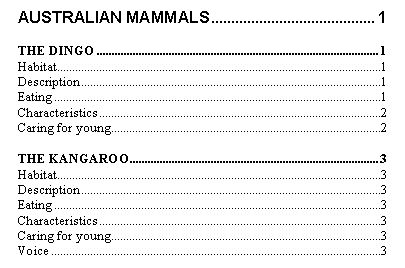 AUSTRALIAN MAMMALS.......................................... 1
THE DINGO ..............................................................................1
Habitat.....................................................................................................1
Description..............................................................................................1
Eating ......................................................................................................1
Characteristics........................................................................................2
Caring for young.....................................................................................2
THE KANGAROO......................................................................3
Habitat.....................................................................................................3
Description..............................................................................................3
Eating ......................................................................................................3
Characteristics........................................................................................3
Caring for young.....................................................................................3
Voice .......................................................................................................3